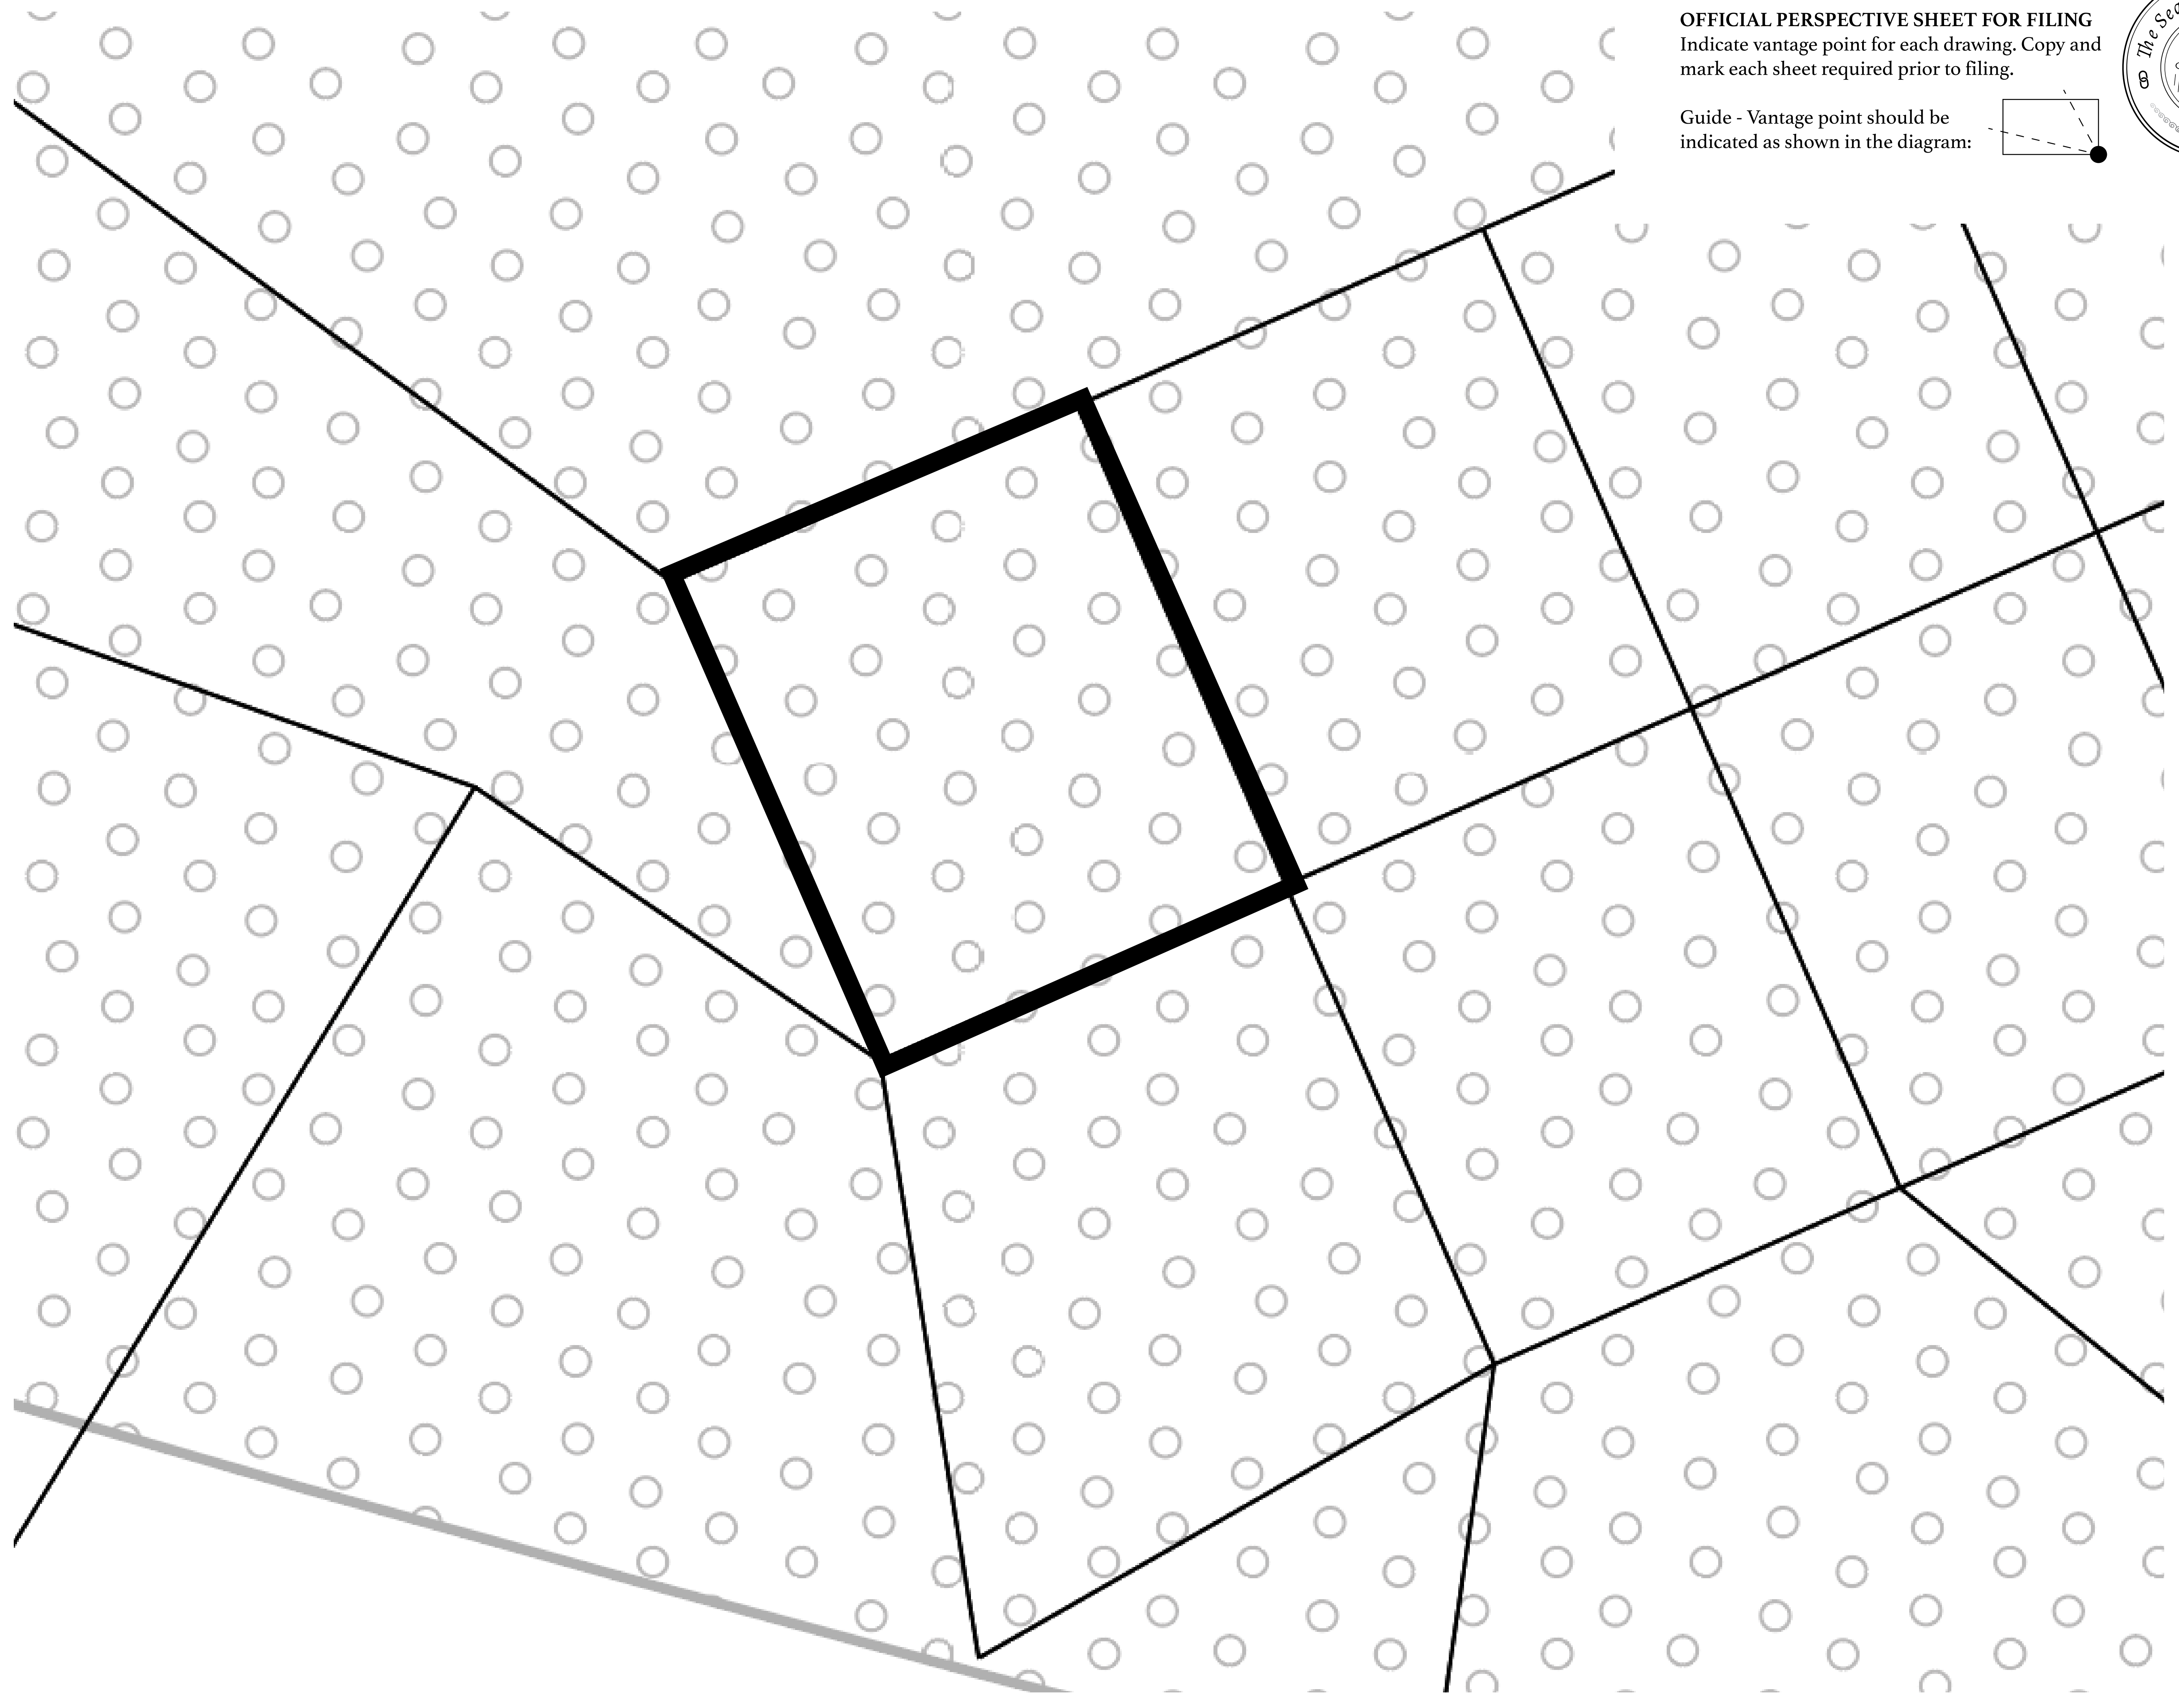 OFFICIAL PERSPECTIVE SHEET FOR FILING
Indicate vantage point for each drawing. Copy and
mark each sheet required prior to filing.
Guide - Vantage point should be
indicated as shown in the diagram:
The